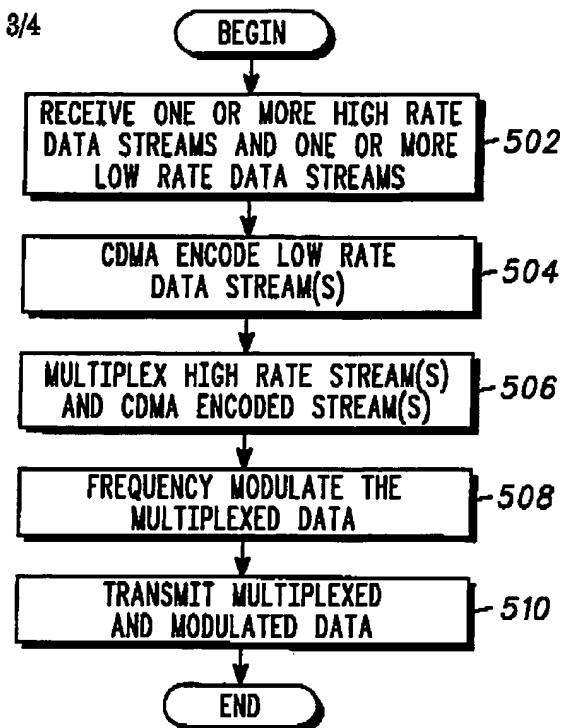 3/4
BEGIN
RECEIVE ONE OR MORE HIGH RATE
DATA STREAMS AND ONE OR MORE
LOW RATE DATA STREAMS
502
CDMA ENCODE LOW RATE
DATA STREAM(S)
504
MULTIPLEX HIGH RATE STREAM(S)
AND CDMA ENCODED STREAM(S)
506
FREQUENCY MODULATE THE
MULTIPLEXED DATA
508
TRANSMIT MULTIPLEXED
AND MODULATED DATA
510
END